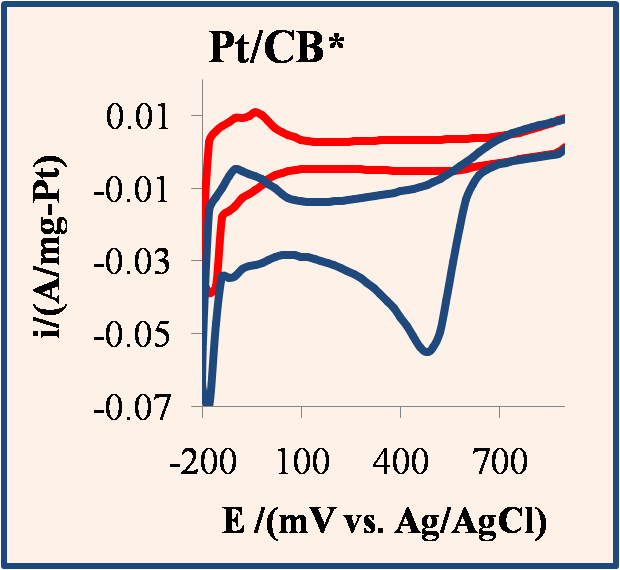 Pt/CB*
0.01
-0.01
-0.03
-0.05
-0.07
i/(A/mg-Pt)
-200 100 400 700
E /(mV vs. Ag/AgCl)